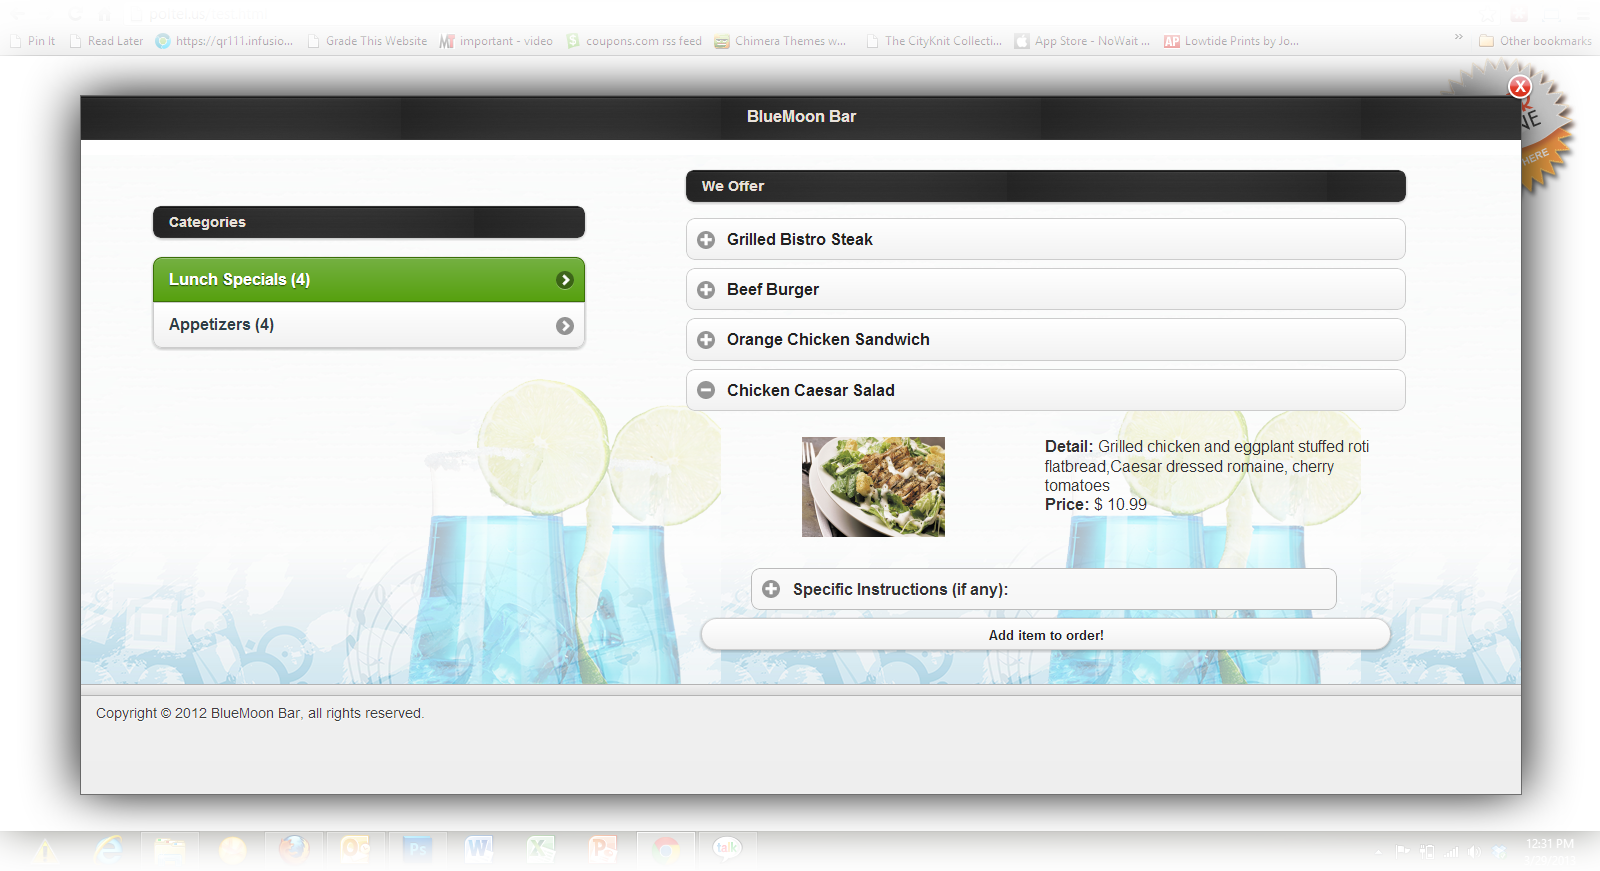 Pin It
Read Later
https://qr111.infusio...
Grade This Website
important - video
coupons.com rss feed
Chimera Themes w...
The CityKnit Collecti...
App Store - NoWait ...
Lowtide Prints by Jo...
»
Other bookmarks
X
BlueMoon Bar
HERE
We Offer
Categories
Grilled Bistro Steak
Lunch Specials (4)
Beef Burger
Appetizers (4)
Orange Chicken Sandwich
Chicken Caesar Salad
Detail: Grilled chicken and eggplant stuffed roti
flatbread,Caesar dressed romaine, cherry
tomatoes
Price: $ 10.99
Specific Instructions (if any):
Add item to order!
Copyright © 2012 BlueMoon Bar, all rights reserved.
Ps
talk
12:31 PM